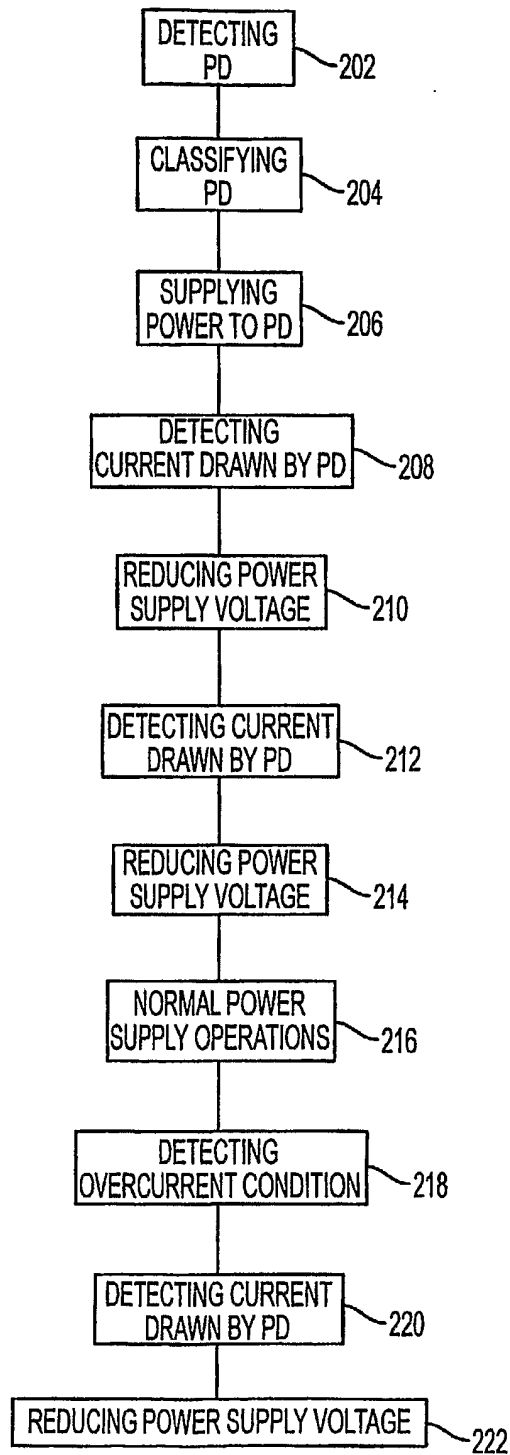 DETECTING
PD
202
CLASSIFYING
PD
204
SUPPLYING
POWER TO PD
206
DETECTING
CURRENT DRAWN BY PD
208
REDUCING POWER
SUPPLY VOLTAGE
210
DETECTING CURRENT
DRAWN BY PD
212
REDUCING POWER
SUPPLY VOLTAGE
214
NORMAL POWER
SUPPLY OPERATIONS
216
DETECTING
OVERCURRENT CONDITION
218
DETECTING CURRENT
DRAWN BY PD
220
REDUCING POWER SUPPLY VOLTAGE
222